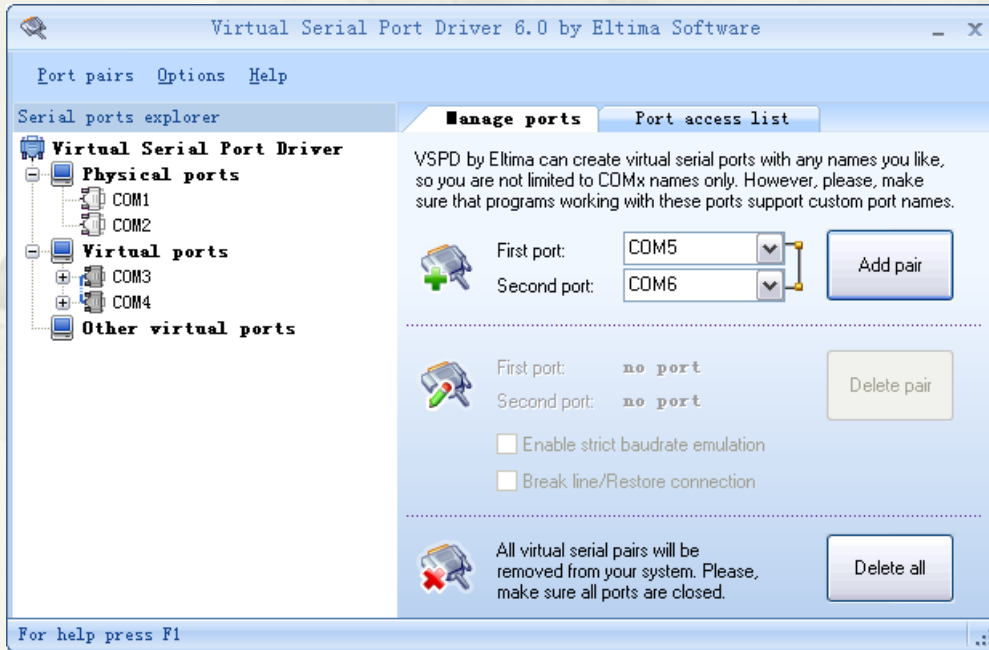 Virtual Serial Port Driver 6.0 by Eltima Software
Port pairs Options Help
Serial ports explorer
Virtual Serial Port Driver
Physical ports
COM1
COM2
Virtual ports
COM3
COM4
Other virtual ports
Manage ports Port access list
VSPD by Eltima can create virtual serial ports with any names you like,
so you are not limited to COMx names only. However, please, make
sure that programs working with these ports support custom port names.
First port: COM5
Second port: COM6
Add pair
First port: no port
Second port: no port
Delete pair
Enable strict baudrate emulation
Break line/Restore connection
All virtual serial pairs will be
removed from your system. Please,
make sure all ports are closed.
Delete all
For help press F1